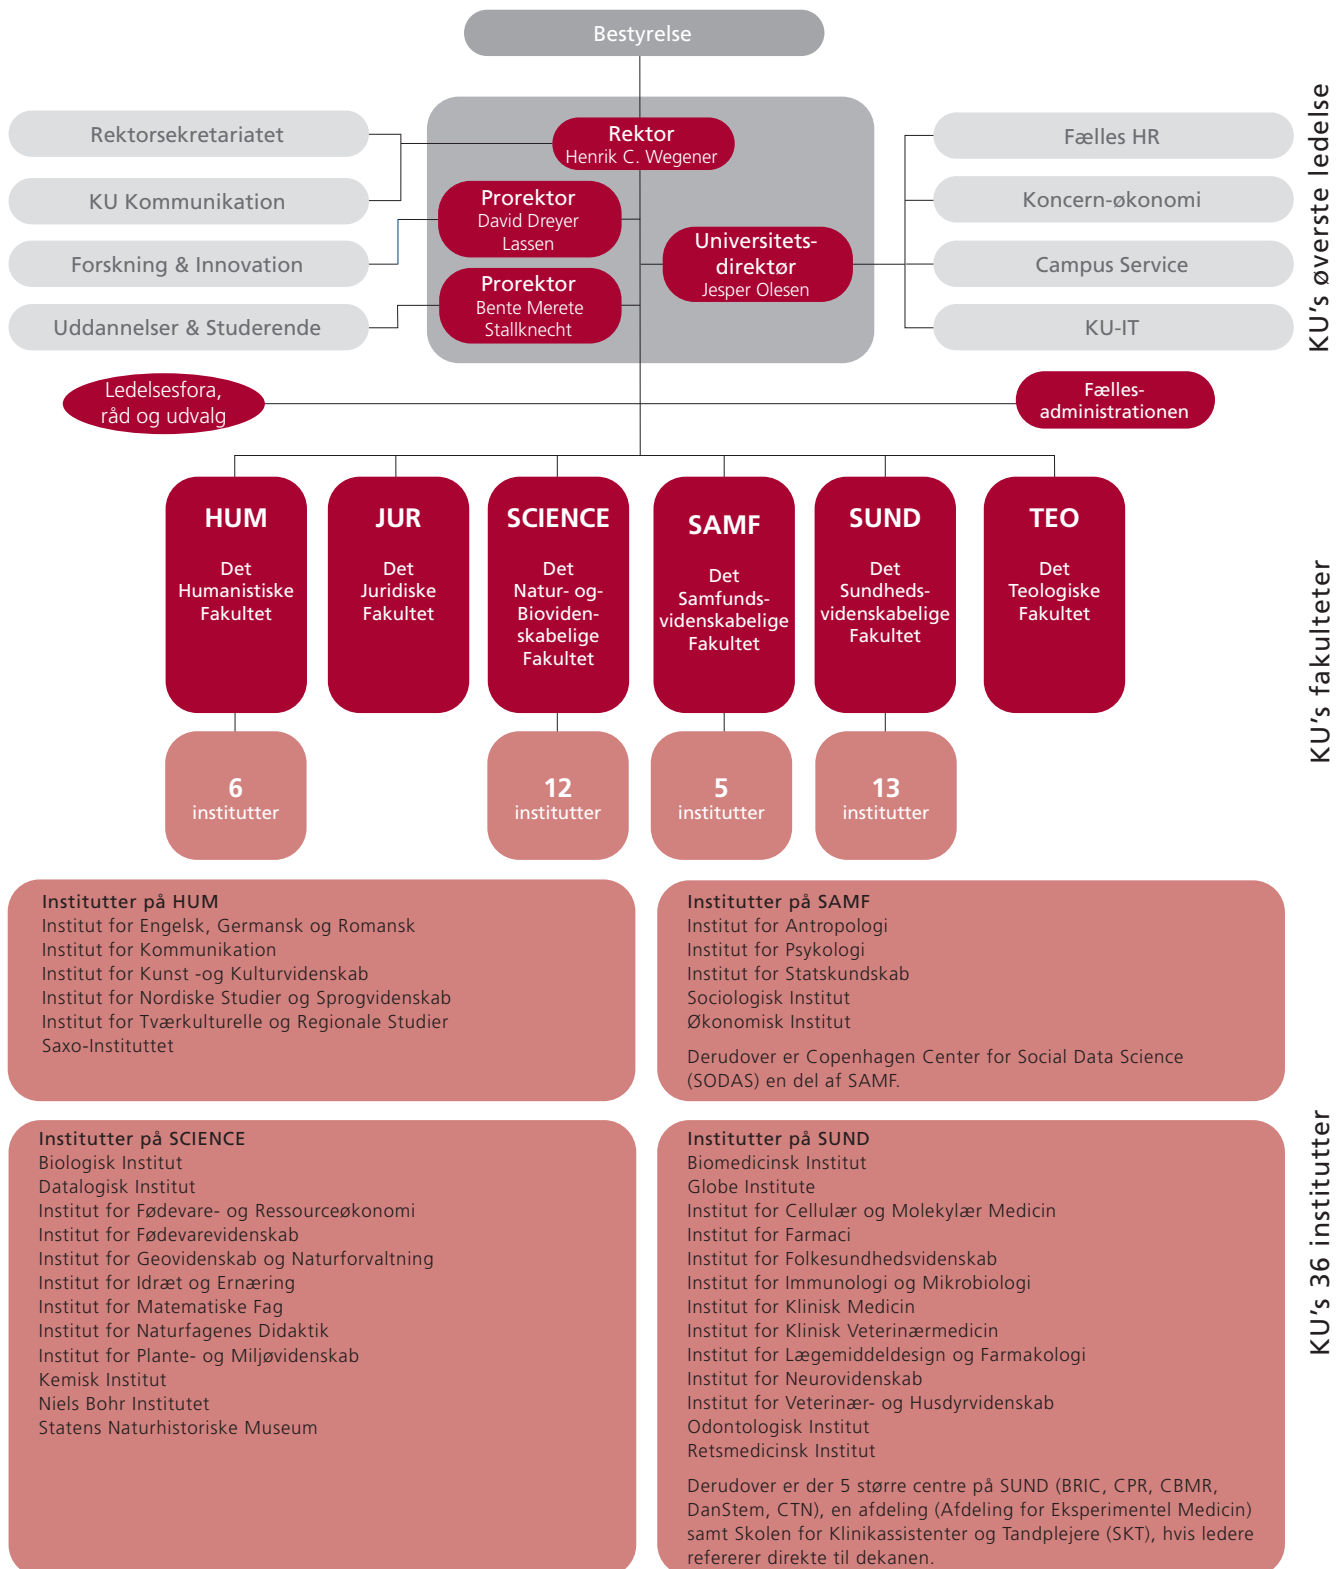 Bestyrelse
Rektorsekretariatet
KU Kommunikation
Forskning & Innovation
Uddannelser & Studerende
Rektor
Henrik C. Wegener
Prorektor
David Dreyer
Lassen
Prorektor
Bente Merete
Stallknecht
Universitets-
direktør
Jesper Olesen
Fælles HR
Koncern-økonomi
Campus Service
KU-IT
KU's øverste ledelse
Ledelsesfora,
råd og udvalg
Fælles-
administrationen
HUM
Det
Humanistiske
Fakultet
JUR
Det
Juridiske
Fakultet
SCIENCE
Det
Natur- og-
Bioviden-
skabelige
Fakultet
SAMF
Det
Samfunds-
videnskabelige
Fakultet
SUND
Det
Sundheds-
videnskabelige
Fakultet
TEO
Det
Teologiske
Fakultet
KU's fakulteter
6
institutter
12
institutter
5
institutter
13
institutter
Institutter på HUM
Institut for Engelsk, Germansk og Romansk
Institut for Kommunikation
Institut for Kunst -og Kulturvidenskab
Institut for Nordiske Studier og Sprogvidenskab
Institut for Tværkulturelle og Regionale Studier
Saxo-Instituttet
Institutter på SAMF
Institut for Antropologi
Institut for Psykologi
Institut for Statskundskab
Sociologisk Institut
Økonomisk Institut
Derudover er Copenhagen Center for Social Data Science
(SODAS) en del af SAMF.
Institutter på SCIENCE
Biologisk Institut
Datalogisk Institut
Institut for Fødevare- og Ressourceøkonomi
Institut for Fødevarevidenskab
Institut for Geovidenskab og Naturforvaltning
Institut for Idræt og Ernæring
Institut for Matematiske Fag
Institut for Naturfagenes Didaktik
Institut for Plante- og Miljøvidenskab
Kemisk Institut
Niels Bohr Institutet
Statens Naturhistoriske Museum
Institutter på SUND
Biomedicinsk Institut
Globe Institute
Institut for Cellulær og Molekylær Medicin
Institut for Farmaci
Institut for Folkesundhedsvidenskab
Institut for Immunologi og Mikrobiologi
Institut for Klinisk Medicin
Institut for Klinisk Veterinærmedicin
Institut for Lægemiddeldesign og Farmakologi
Institut for Neurovidenskab
Institut for Veterinær- og Husdyrvidenskab
Odontologisk Institut
Retsmedicinsk Institut
Derudover er der 5 større centre på SUND (BRIC, CPR, CBMR,
DanStem, CTN), en afdeling (Afdeling for Eksperimentel Medicin)
samt Skolen for Klinikassistenter og Tandplejere (SKT), hvis ledere
refererer direkte til dekanen.
KU's 36 institutter